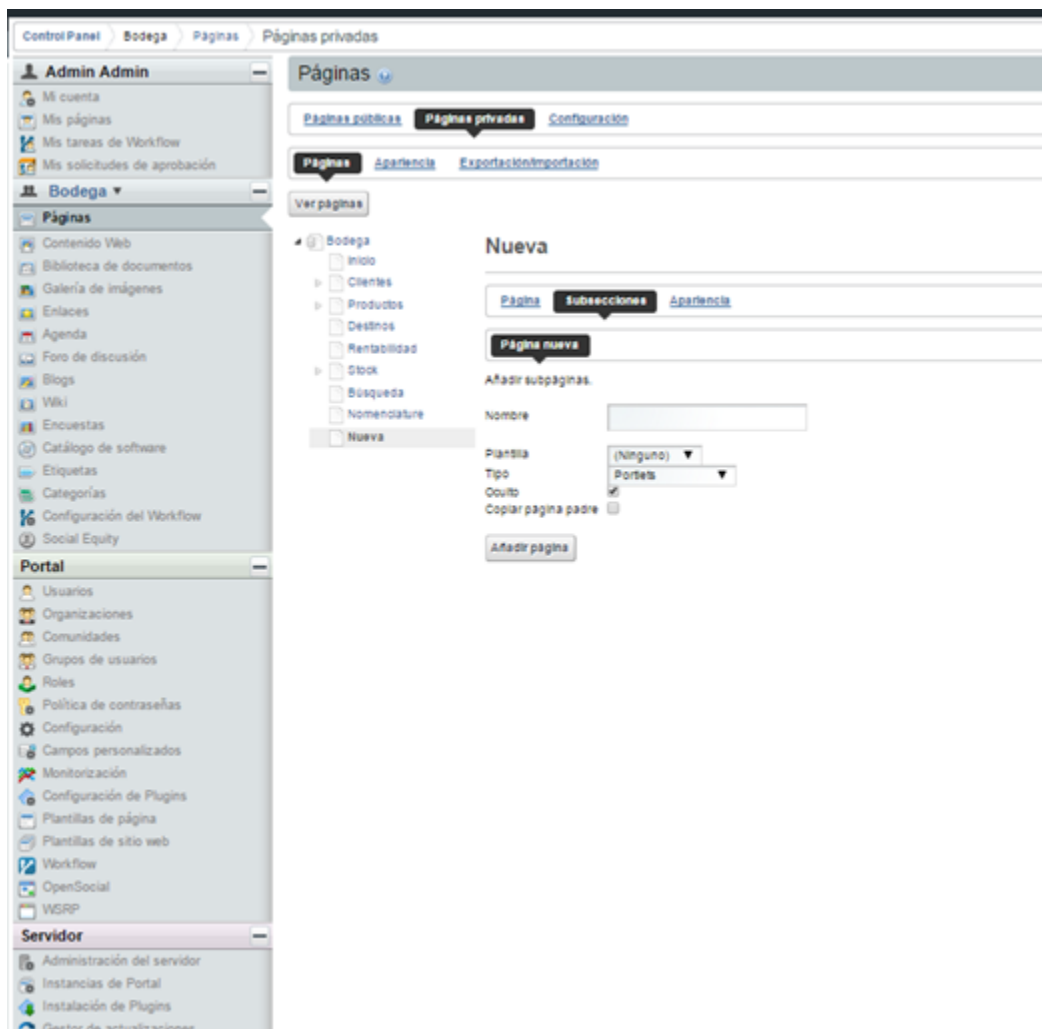 Control Panel Bodega Páginas Páginas privadas
Admin Admin
Mi cuenta
Mis páginas
Mis tareas de Workflow
Mis solicitudes de aprobación
Bodega
Páginas
Contenido Web
Biblioteca de documentos
Galería de imágenes
Enlaces
Agenda
Foro de discusión
Blogs
Wiki
Encuestas
Catálogo de software
Etiquetas
Categorías
Configuración del Workflow
Social Equity
Portal
Usuarios
Organizaciones
Comunidades
Grupos de usuarios
Roles
Política de contraseñas
Configuración
Campos personalizados
Monitorización
Configuración de Plugins
Plantillas de página
Plantillas de sitio web
Workflow
OpenSocial
WSRP
Servidor
Administración del servidor
Instancias de Portal
Instalación de Plugins
Gestor de actualizaciones
Páginas
Páginas públicas Páginas privadas Configuración
Páginas Apariencia Exportación/Importación
Ver páginas
Bodega
Inicio
Clientes
Productos
Destinos
Rentabilidad
Stock
Búsqueda
Nomenclature
Nueva
Nueva
Página Subsecciones Apariencia
Página nueva
Añadir subpáginas.
Nombre
Plantilla (Ninguno)
Tipo Portlets
Oculto
Copiar página padre
Añadir página